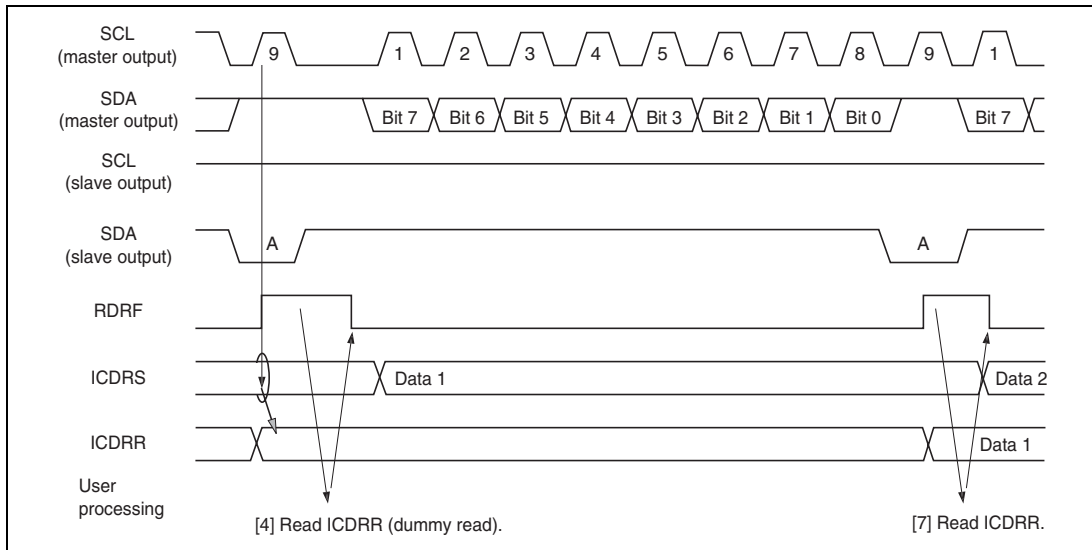 SCL
(master output)
9 1 2 3 4 5 6 7 8 9 1
SDA
(master output)
Bit 7 Bit 6 Bit 5 Bit 4 Bit 3 Bit 2 Bit 1 Bit 0 Bit 7
SCL
(slave output)
SDA
(slave output)
A A
RDRF
ICDRS
Data 1 Data 2
ICDRR
Data 1
User
processing
[4] Read ICDRR (dummy read).
[7] Read ICDRR.